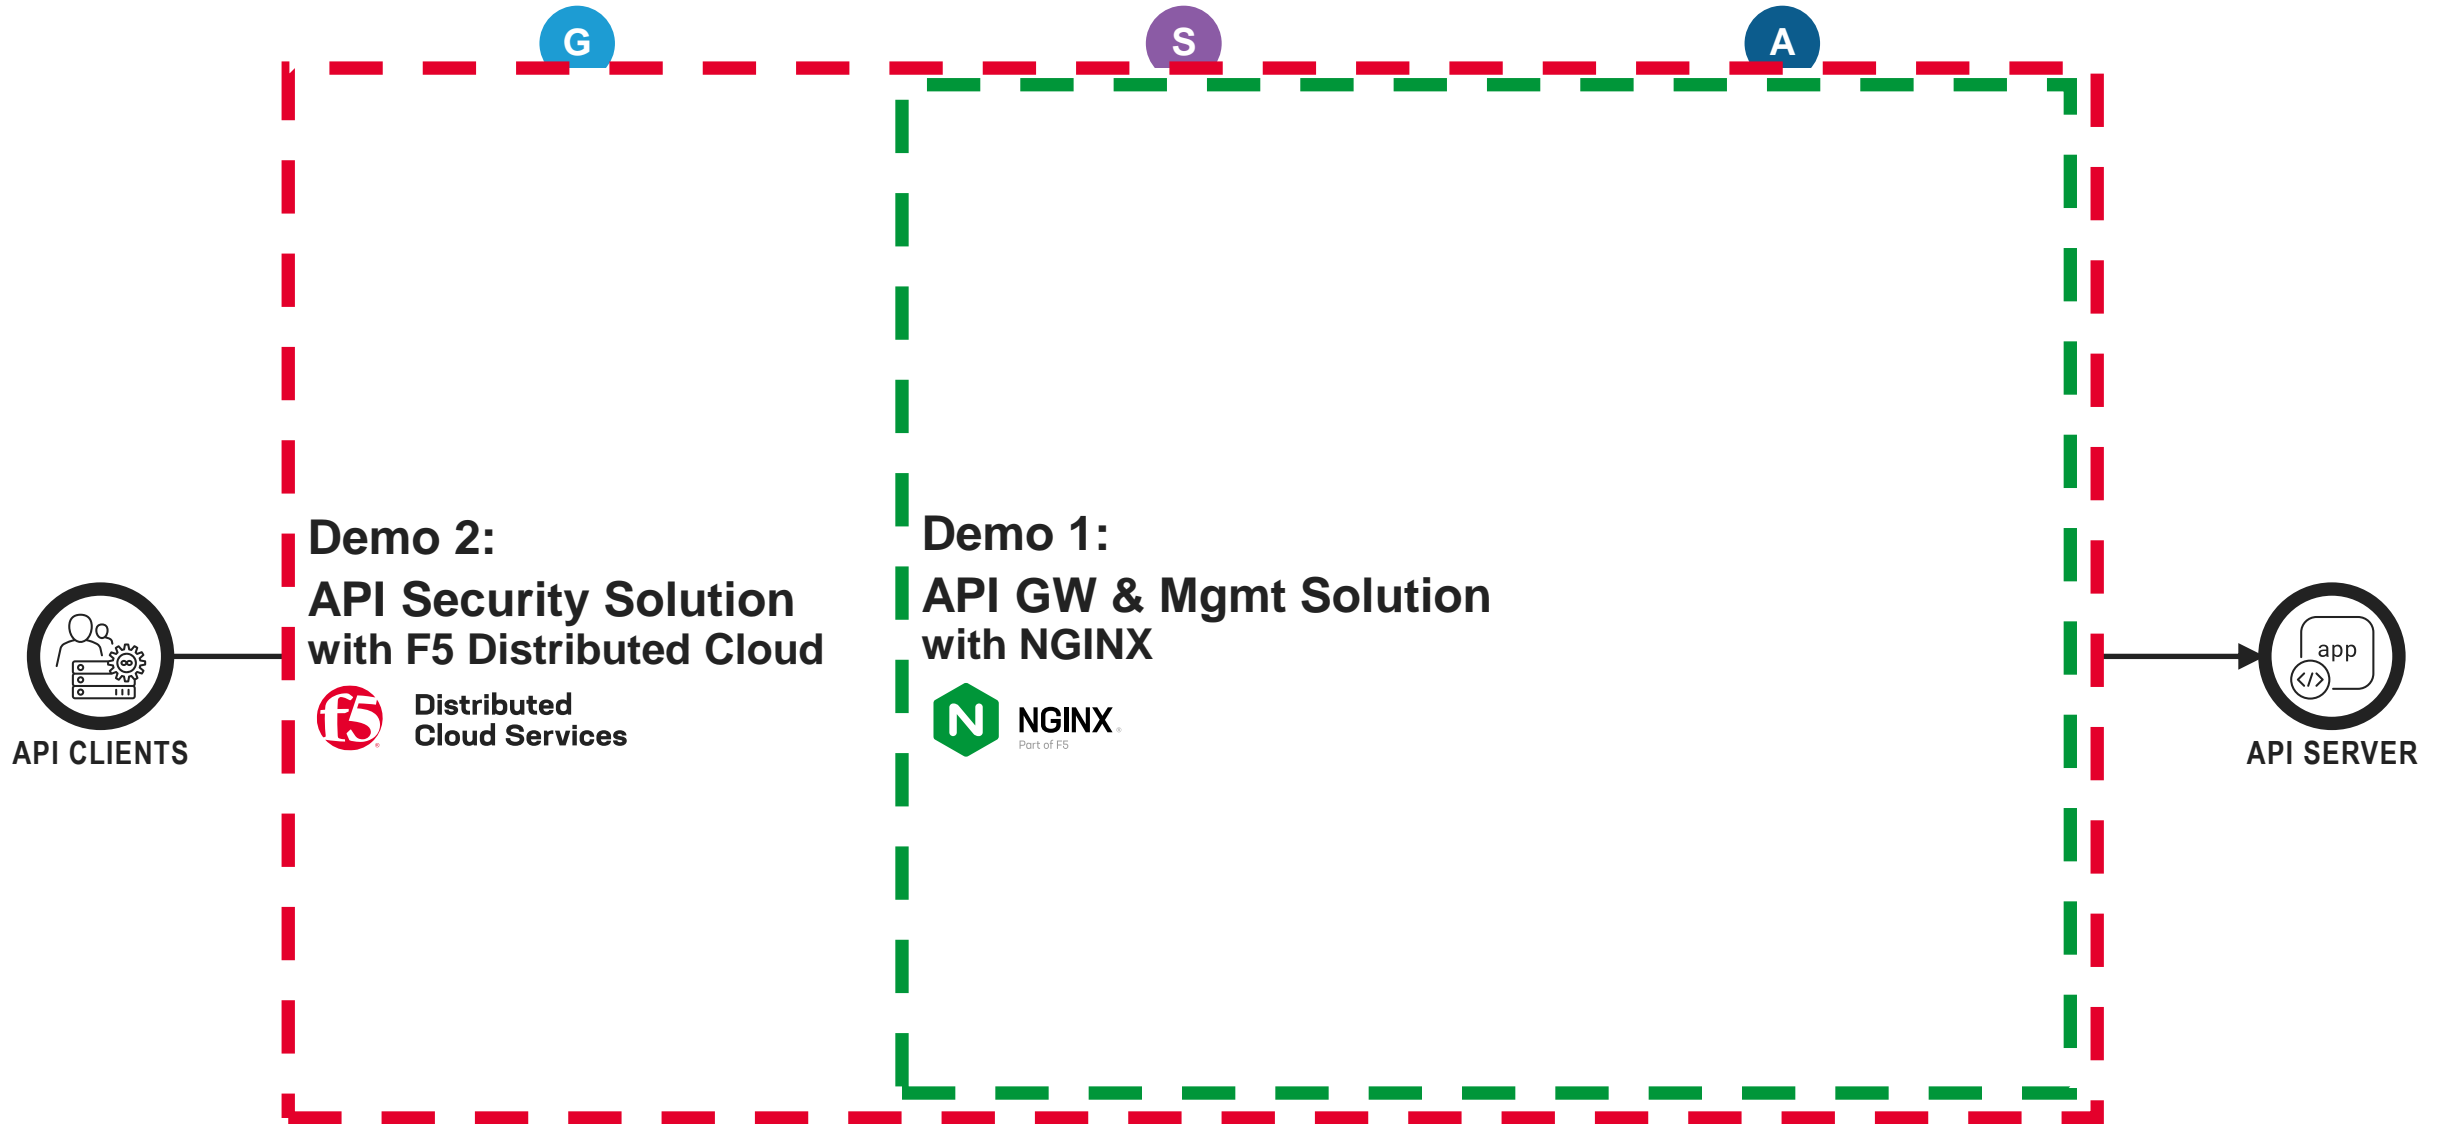 G
S
A
Demo 2:
API Security Solution
with F5 Distributed Cloud
f5
Distributed
Cloud Services
Demo 1:
API GW & Mgmt Solution
with NGINX
N
NGINX
Part of F5
API CLIENTS
app
</>
API SERVER